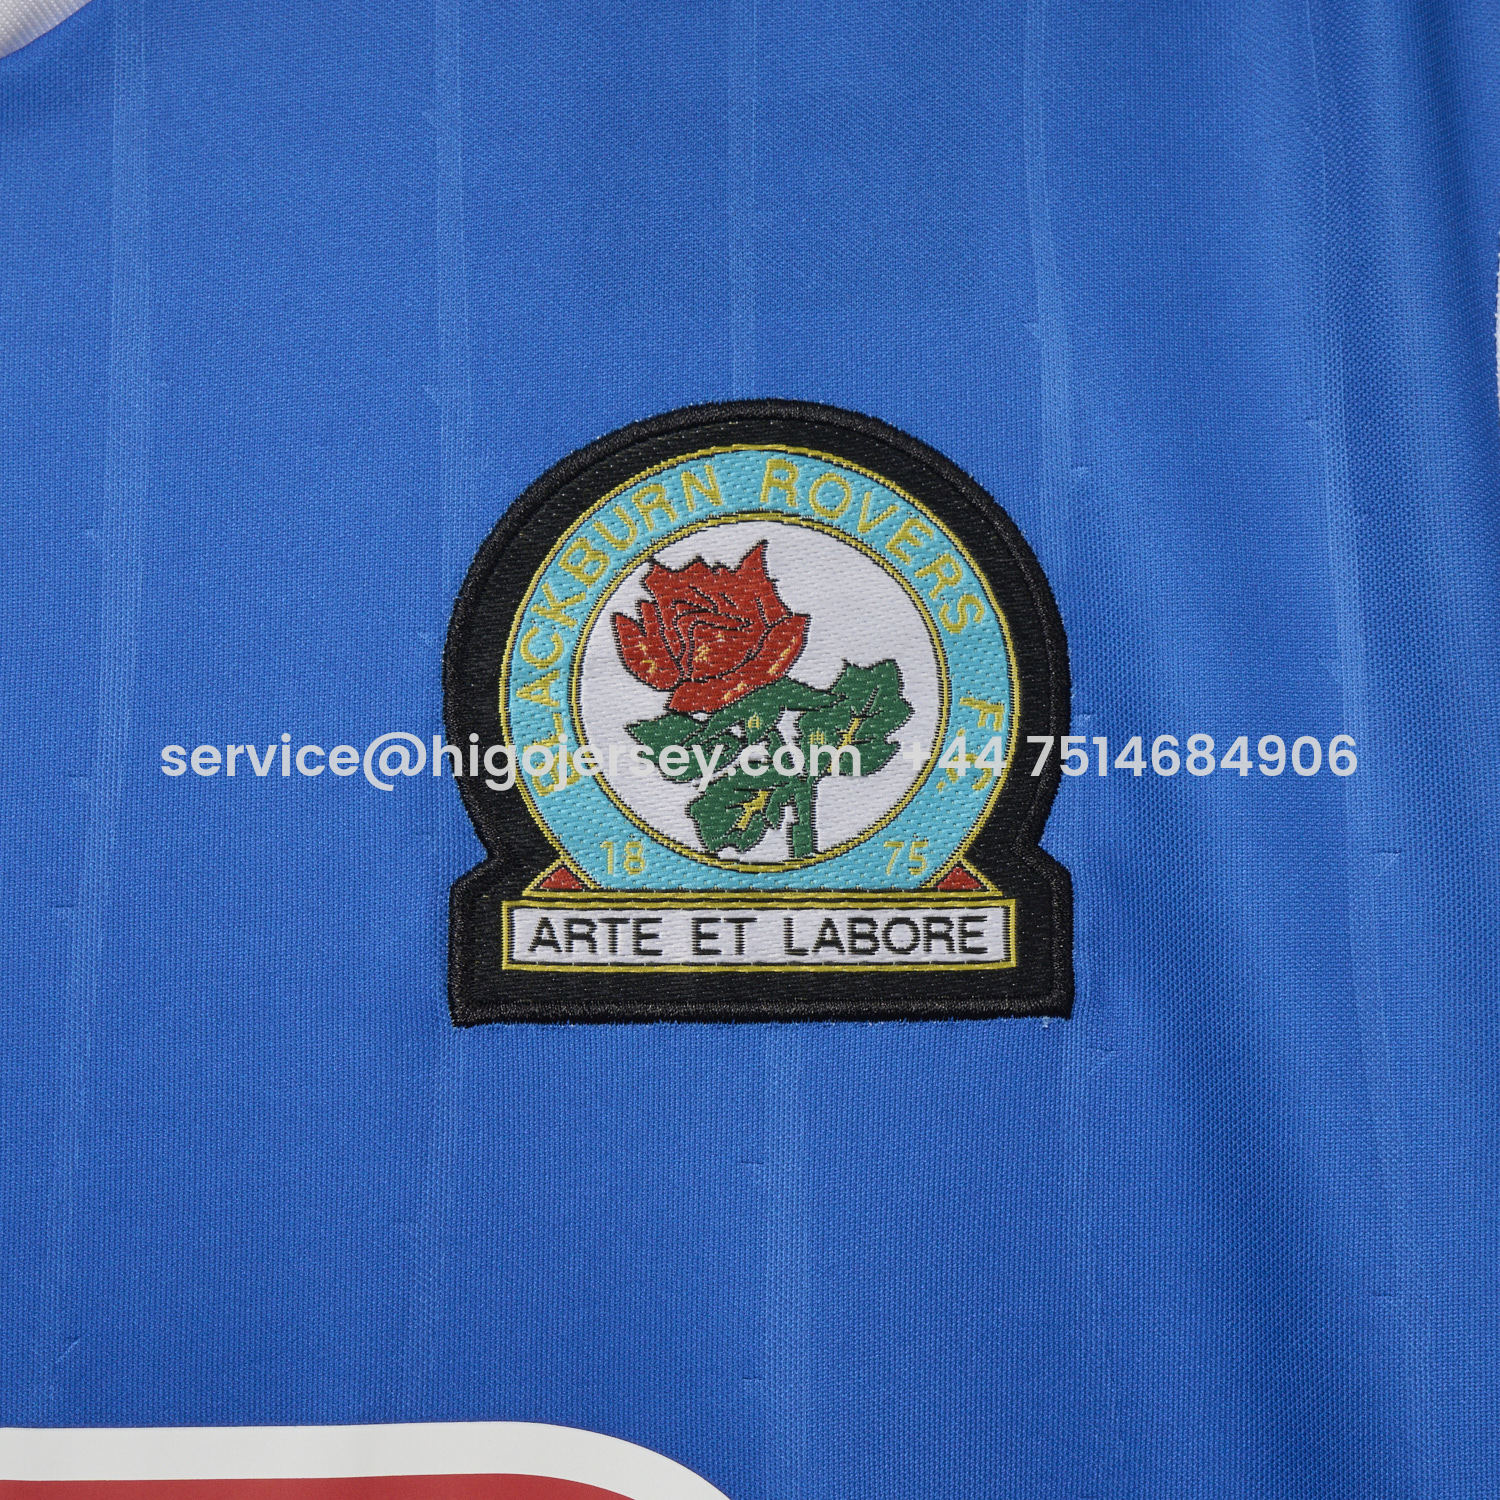 BLACKBURN ROVERS F.C.
service@higojersey.com +44 7514684906
18 75
ARTE ET LABORE